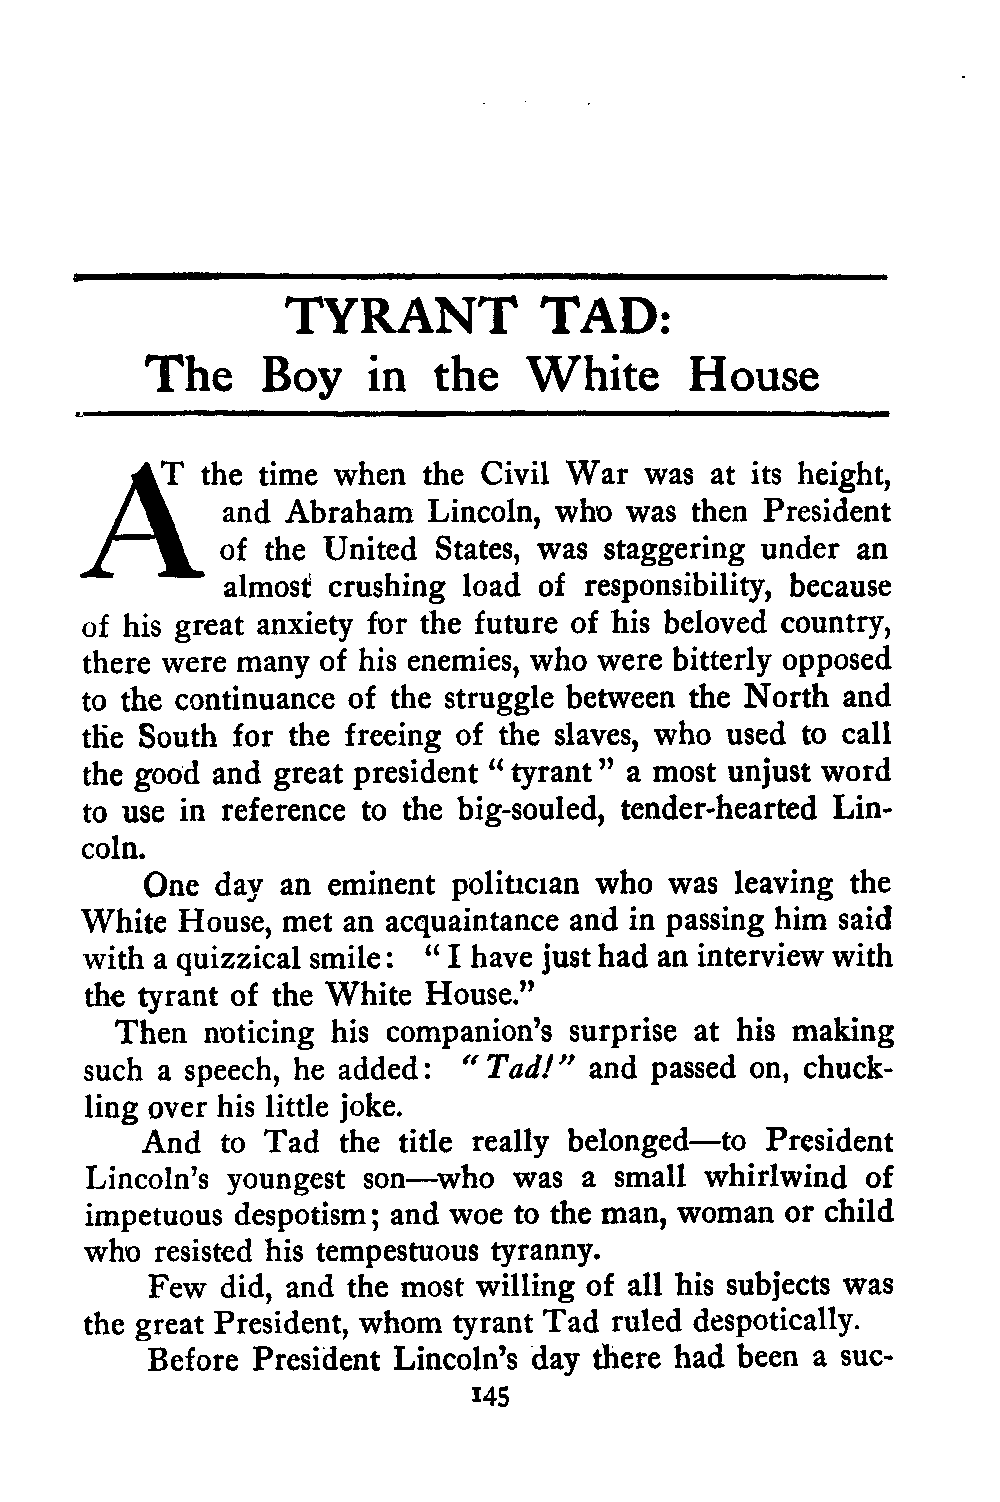 TYRANT TAD:
The Boy in the White House
AT the time when the Civil War was at its height,
and Abraham Lincoln, who was then President
of the United States, was staggering under an
almost crushing load of responsibility, because
of his great anxiety for the future of his beloved country,
there were many of his enemies, who were bitterly opposed
to the continuance of the struggle between the North and
the South for the freeing of the slaves, who used to call
the good and great president “tyrant” a most unjust word
to use in reference to the big-souled, tender-hearted Lin-
coln.
One day an eminent politician who was leaving the
White House, met an acquaintance and in passing him said
with a quizzical smile: “I have just had an interview with
the tyrant of the White House.”
Then noticing his companion’s surprise at his making
such a speech, he added: “Tad!” and passed on, chuck-
ling over his little joke.
And to Tad the title really belonged—to President
Lincoln’s youngest son—who was a small whirlwind of
impetuous despotism; and woe to the man, woman or child
who resisted his tempestuous tyranny.
Few did, and the most willing of all his subjects was
the great President, whom tyrant Tad ruled despotically.
Before President Lincoln’s day there had been a suc-
145